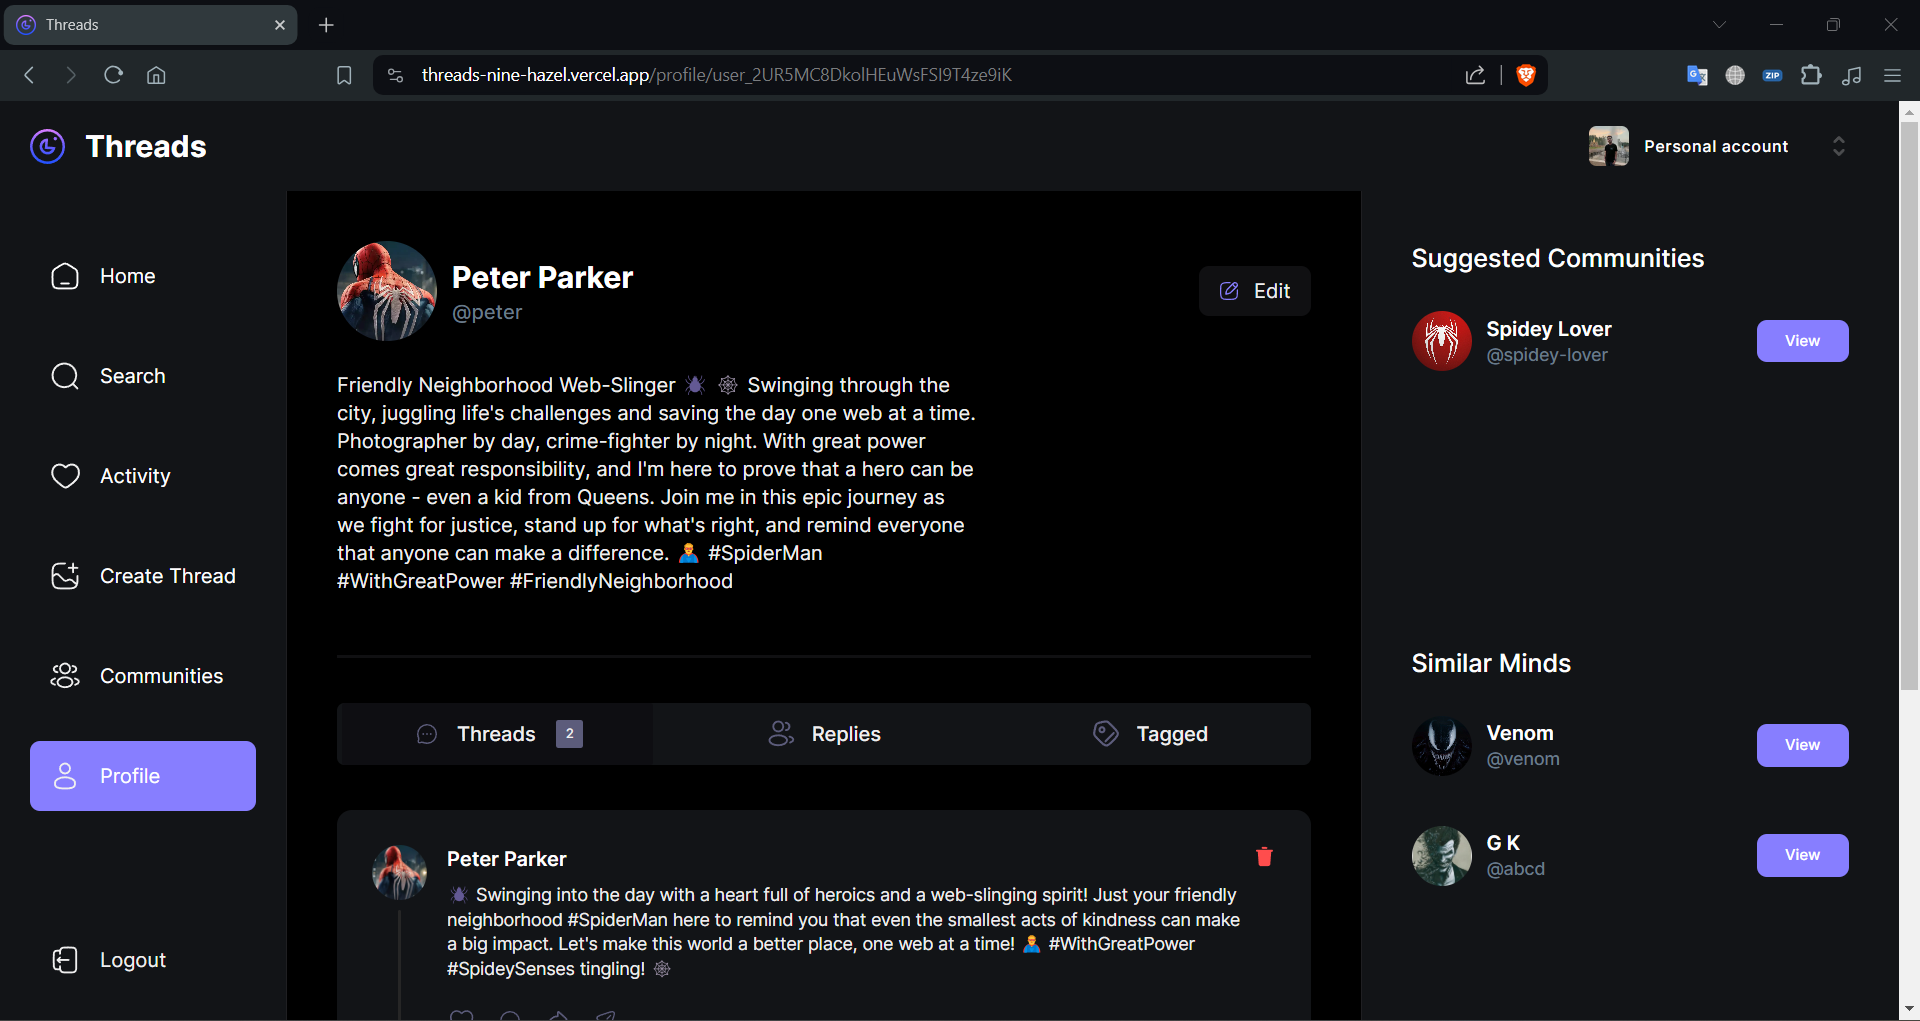 Threads
threads-nine-hazel.vercel.app/profile/user_2UR5MC8DkolHEuWsFSI9T4ze9iK
ZIP
Threads
Personal account
Home
Search
Activity
Create Thread
Communities
Profile
Logout
Peter Parker
@peter
Edit
Friendly Neighborhood Web-Slinger 🕷️ 🕸️ Swinging through the
city, juggling life's challenges and saving the day one web at a time.
Photographer by day, crime-fighter by night. With great power
comes great responsibility, and I'm here to prove that a hero can be
anyone - even a kid from Queens. Join me in this epic journey as
we fight for justice, stand up for what's right, and remind everyone
that anyone can make a difference. 🦸‍♂️ #SpiderMan
#WithGreatPower #FriendlyNeighborhood
Threads 2
Replies
Tagged
Peter Parker
🕷️ Swinging into the day with a heart full of heroics and a web-slinging spirit! Just your friendly
neighborhood #SpiderMan here to remind you that even the smallest acts of kindness can make
a big impact. Let's make this world a better place, one web at a time! 🦸‍♂️ #WithGreatPower
#SpideySenses tingling! 🕸️
Suggested Communities
Spidey Lover
@spidey-lover
View
Similar Minds
Venom
@venom
View
G K
@abcd
View